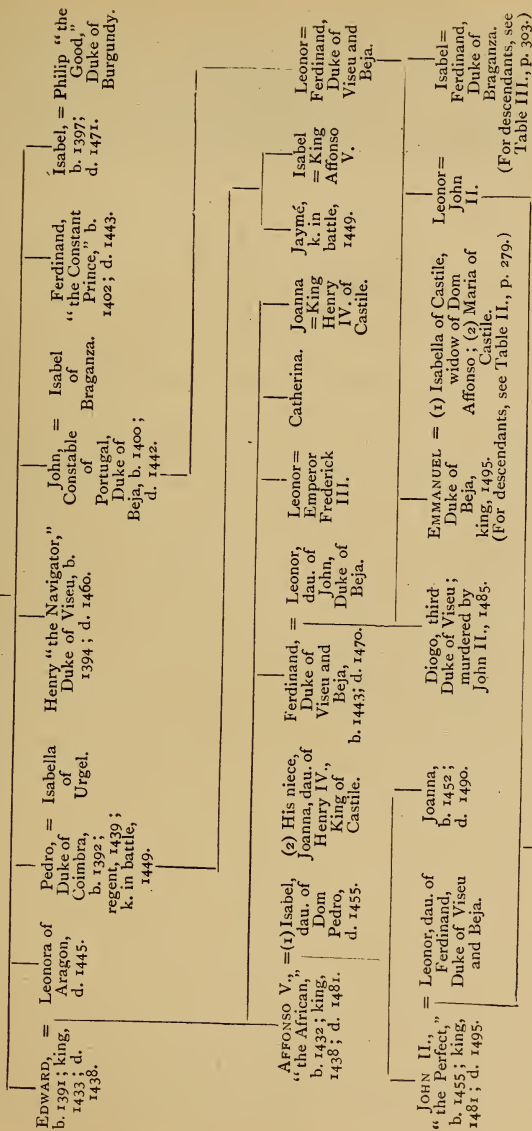 EDWARD, =
b. 1391; king,
1433; d.
1438.
Leonora of
Aragon,
d. 1445.
Pedro, =
Duke of
Coimbra,
b. 1392;
regent, 1439;
k. in battle,
1449.
Isabella
of
Urgel.
Henry "the Navigator,"
Duke of Viseu, b.
1394; d. 1460.
John, =
Constable
of
Portugal,
Duke of
Beja, b. 1400;
d. 1442.
Isabel
of
Braganza.
Ferdinand,
"the Constant
Prince," b.
1402; d. 1443.
Isabel, =
b. 1397;
d. 1471.
Philip "the
Good,"
Duke of
Burgundy.
AFFONSO V., =
"the African,"
b. 1432; king,
1438; d. 1481.
(1) Isabel,
dau. of
Dom
Pedro,
d. 1455.
(2) His niece,
Joanna, dau. of
Henry IV.,
King of
Castile.
Ferdinand, =
Duke of
Viseu and
Beja,
b. 1443; d. 1470.
Leonor,
dau. of
John,
Duke of
Beja.
Leonor=
Emperor
Frederick
III.
Catherina.
Joanna
=King
Henry
IV. of
Castile.
Jaymé,
k. in
battle,
1449.
Isabel
=King
Affonso
V.
Leonor=
Ferdinand,
Duke of
Viseu and
Beja.
JOHN II.,
"the Perfect,"
b. 1455; king,
1481; d. 1495.
= Leonor, dau. of
Ferdinand,
Duke of Viseu
and Beja.
Joanna,
b. 1452;
d. 1490.
Diogo, third
Duke of Viseu;
murdered by
John II., 1485.
EMMANUEL =
Duke of
Beja,
king, 1495.
(1) Isabella of Castile,
widow of Dom
Affonso; (2) Maria of
Castile.
(For descendants, see Table II., p. 279.)
Leonor=
John
II.
Isabel=
Ferdinand,
Duke of
Braganza.
(For descendants, see
Table III., p. 303.)